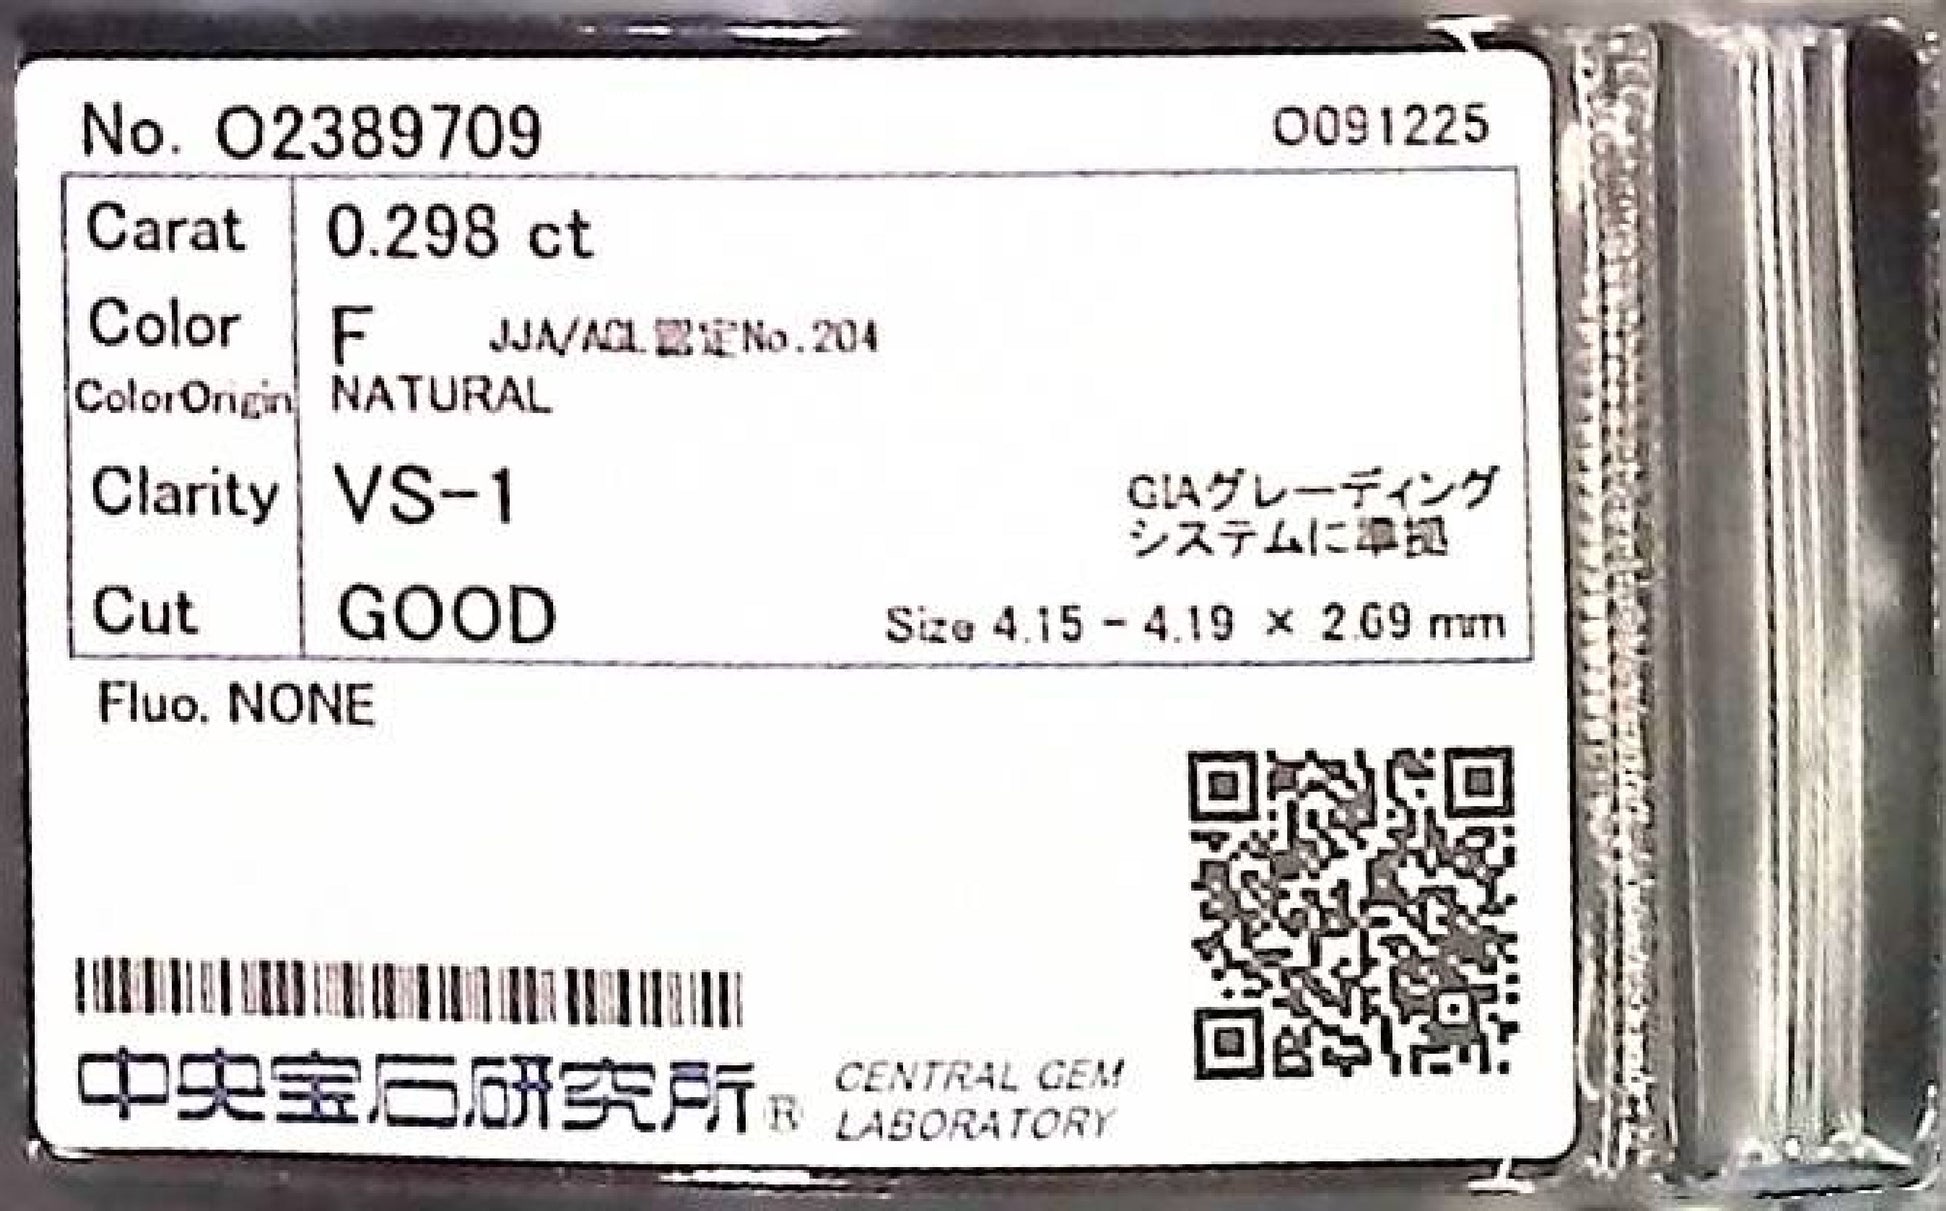 No. O2389709
O091225
Carat 0.298 ct
Color F JJA/AGL認定No.204
ColorOrigin NATURAL
Clarity VS-1
GIAグレーディング
システムに準拠
Cut GOOD
Size 4.15 - 4.19 × 2.69 mm
Fluo. NONE
中央宝石研究所®
CENTRAL GEM
LABORATORY